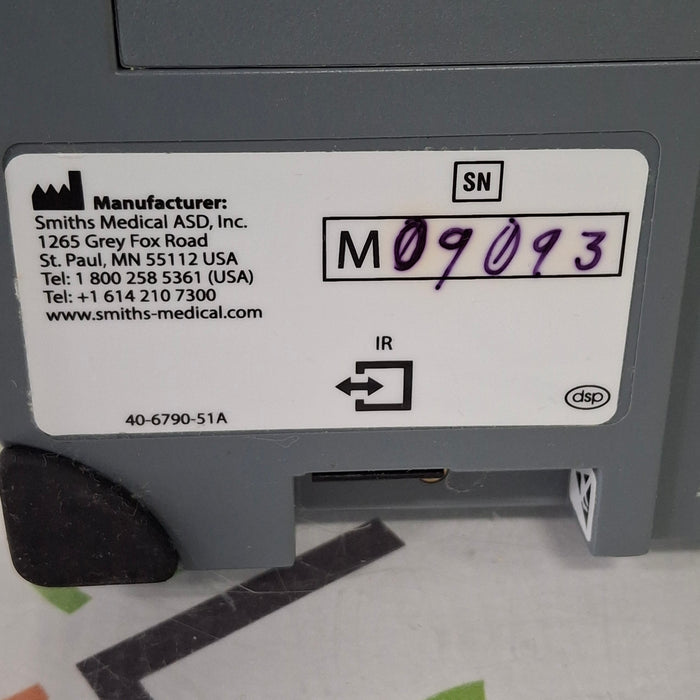 Manufacturer:
Smiths Medical ASD, Inc.
1265 Grey Fox Road
St. Paul, MN 55112 USA
Tel: 1 800 258 5361 (USA)
Tel: +1 614 210 7300
www.smiths-medical.com
40-6790-51A
SN
M09093
IR
dsp